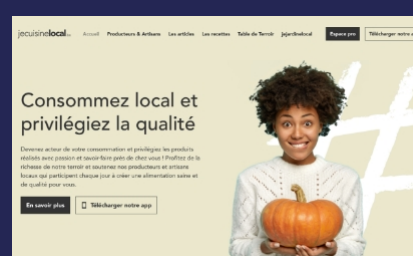 jecuisinelocal
Accueil Producteurs & Artisans Les articles Les recettes Table de Terroir jejardinelocal Espace pro Télécharger notre a
Consommez local et
privilégiez la qualité
Devenez acteur de votre consommation et privilégiez les produits
réalisés avec passion et savoir-faire près de chez vous ! Profitez de la
richesse de notre terroir et soutenez nos producteurs et artisans
locaux qui participent chaque jour à créer une alimentation saine et
de qualité pour vous.
En savoir plus Télécharger notre app